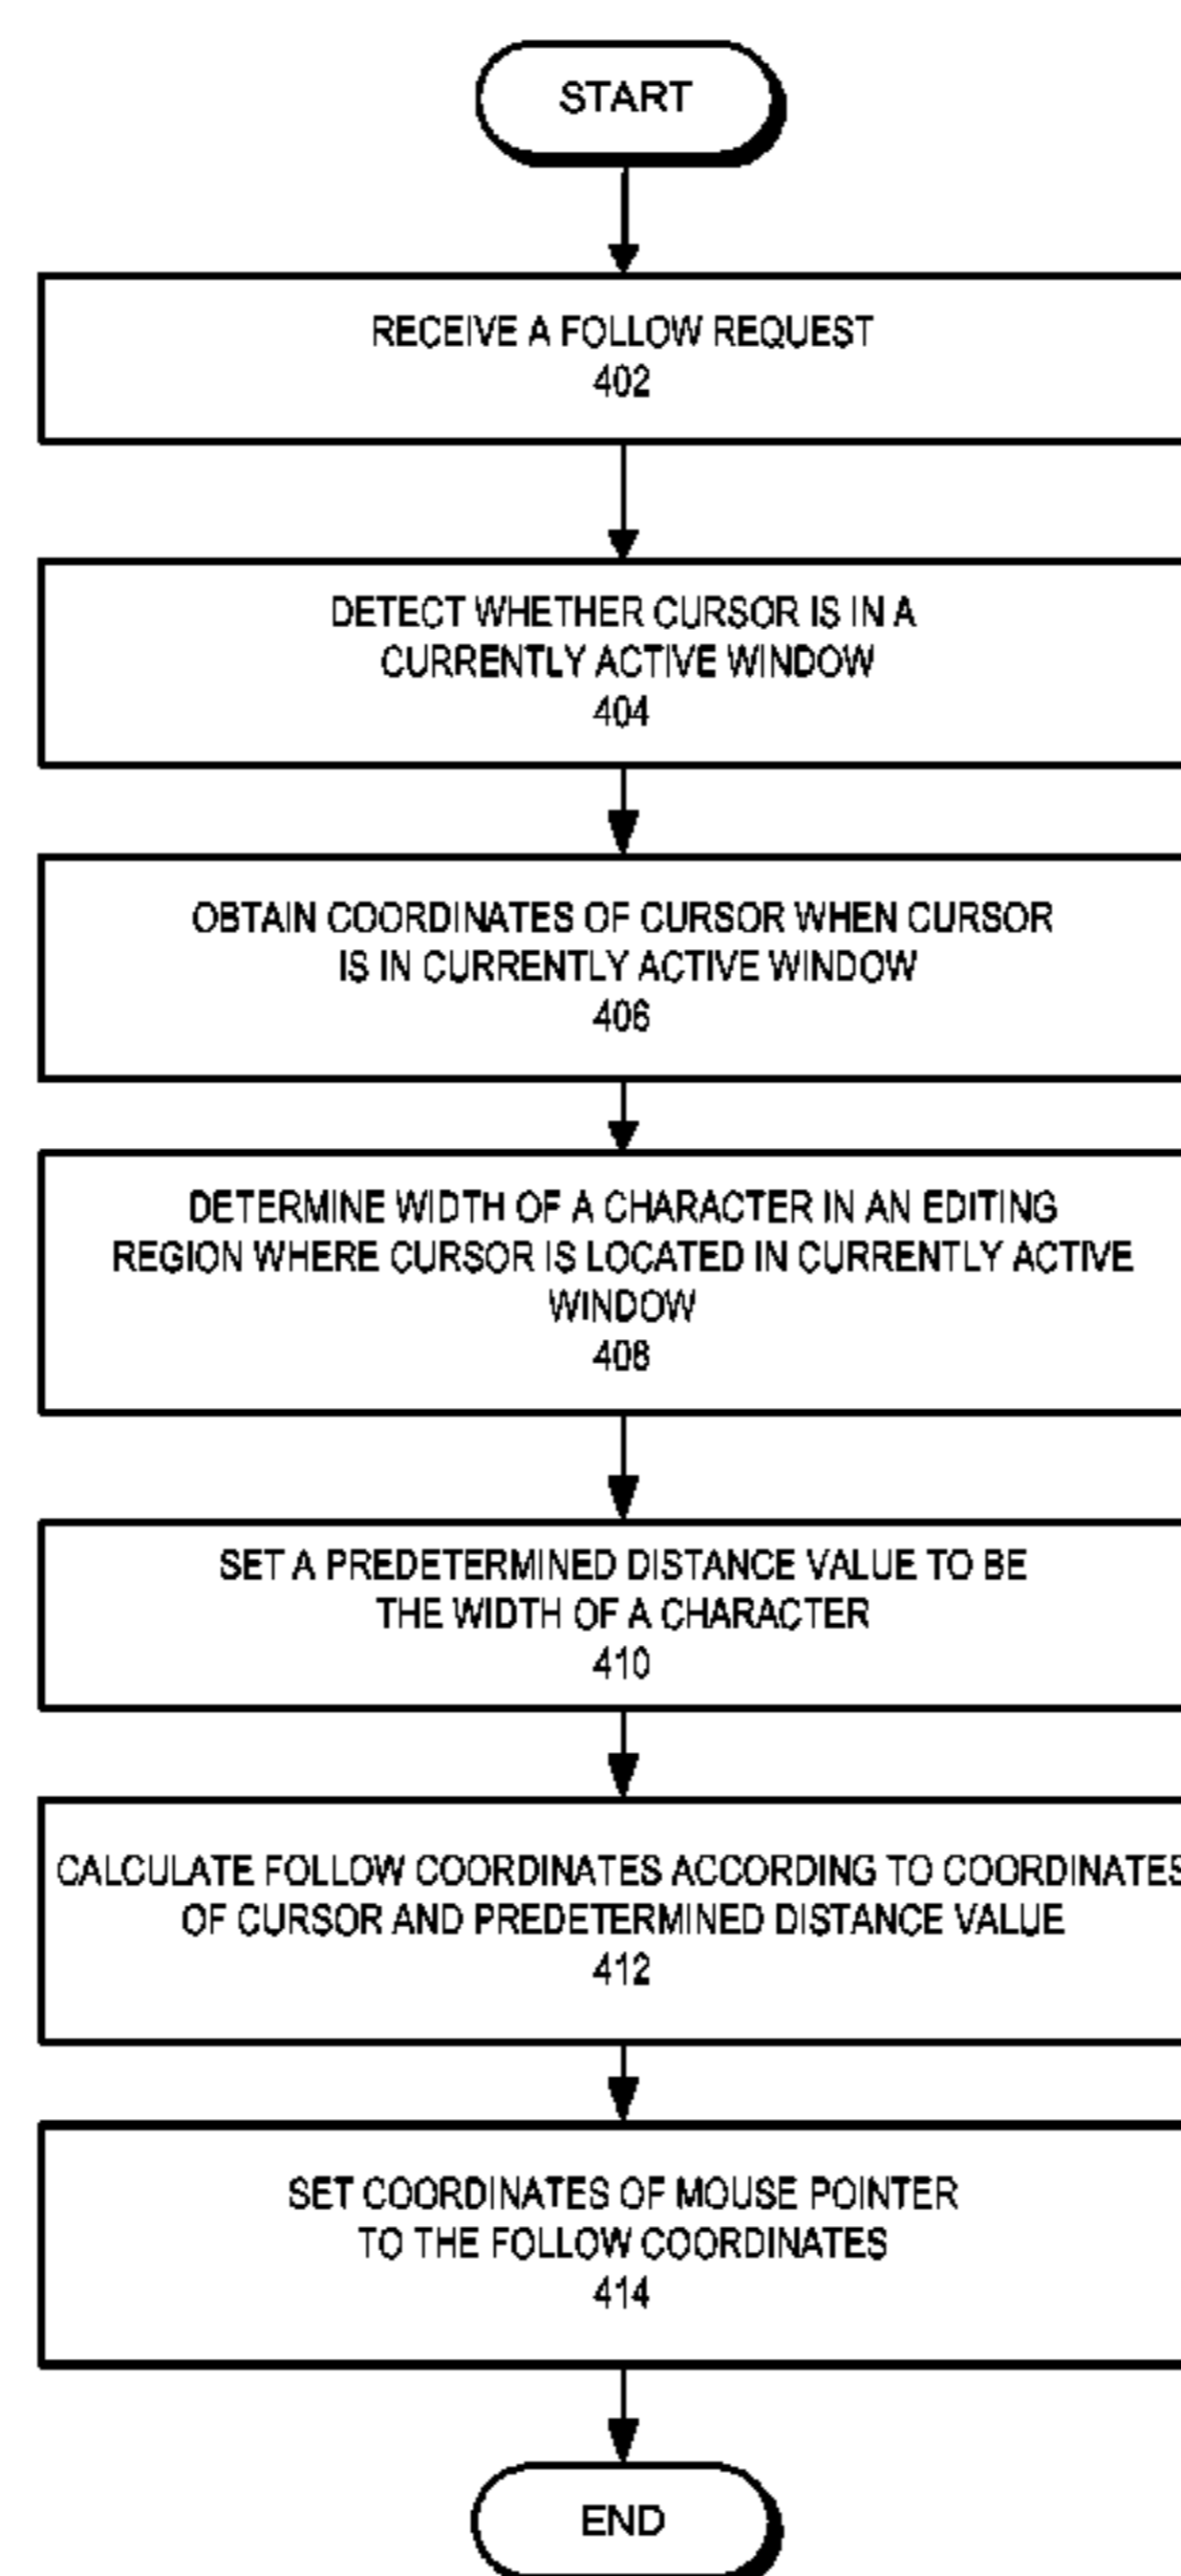 START
RECEIVE A FOLLOW REQUEST
402
DETECT WHETHER CURSOR IS IN A
CURRENTLY ACTIVE WINDOW
404
OBTAIN COORDINATES OF CURSOR WHEN CURSOR
IS IN CURRENTLY ACTIVE WINDOW
406
DETERMINE WIDTH OF A CHARACTER IN AN EDITING
REGION WHERE CURSOR IS LOCATED IN CURRENTLY ACTIVE
WINDOW
408
SET A PREDETERMINED DISTANCE VALUE TO BE
THE WIDTH OF A CHARACTER
410
CALCULATE FOLLOW COORDINATES ACCORDING TO COORDINATES
OF CURSOR AND PREDETERMINED DISTANCE VALUE
412
SET COORDINATES OF MOUSE POINTER
TO THE FOLLOW COORDINATES
414
END